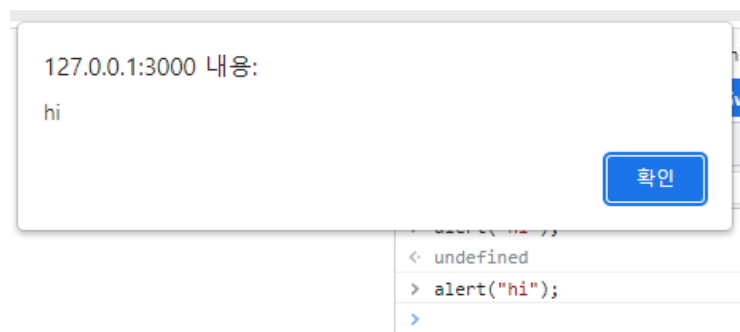 127.0.0.1:3000 내용:
hi
확인
undefined
> alert("hi");
>